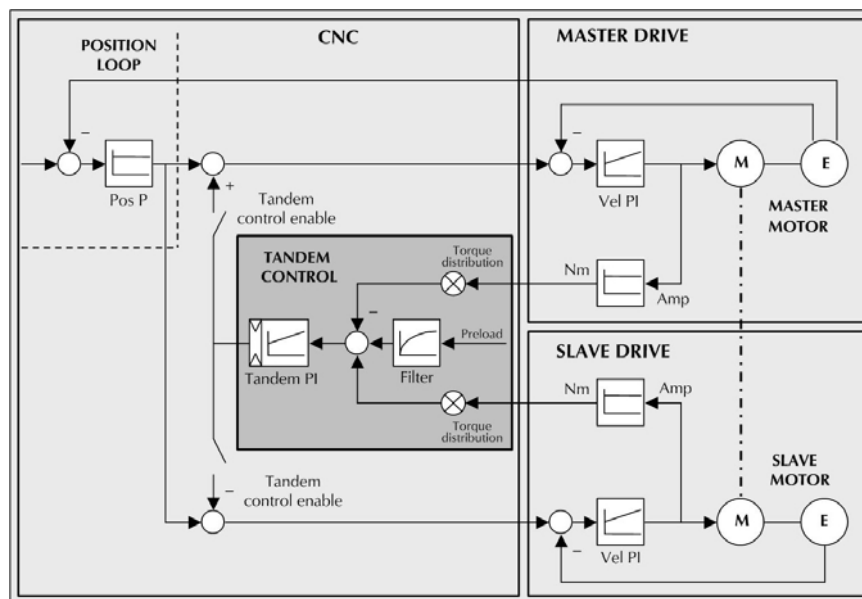 CNC
MASTER DRIVE
POSITION
LOOP
−
−
Pos P
M
E
+
Vel PI
Tandem
control enable
MASTER
MOTOR
TANDEM
CONTROL
Torque
distribution
Nm
Amp
−
Preload
SLAVE DRIVE
Tandem PI
Filter
Nm
Amp
Torque
distribution
SLAVE
MOTOR
−
Tandem
control enable
M
E
−
Vel PI